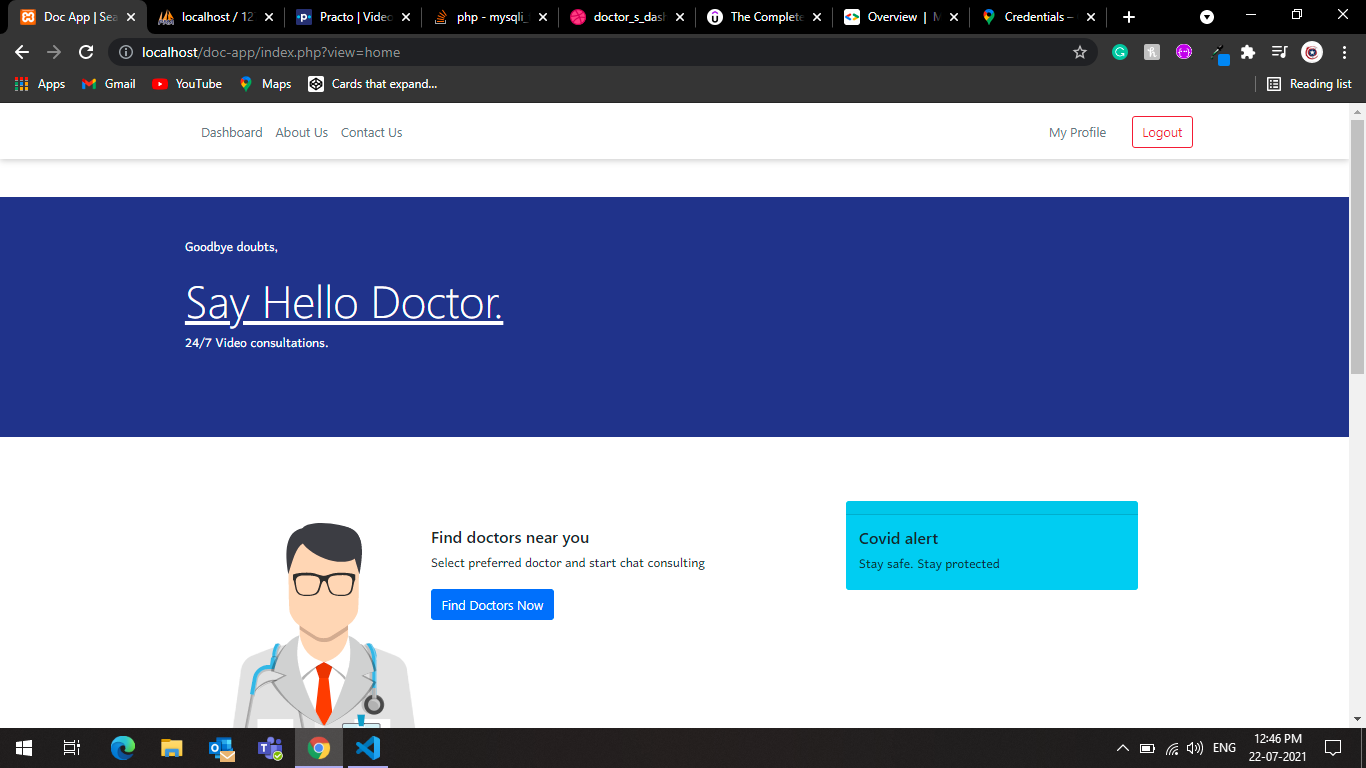 Doc App | Sea
localhost / 12
Practo | Video
php - mysqli_
doctor_s_das
The Complete
Overview | M
Credentials –
localhost/doc-app/index.php?view=home
Apps
Gmail
YouTube
Maps
Cards that expand...
Reading list
Dashboard About Us Contact Us
My Profile
Logout
Goodbye doubts,
Say Hello Doctor.
24/7 Video consultations.
Find doctors near you
Select preferred doctor and start chat consulting
Find Doctors Now
Covid alert
Stay safe. Stay protected
ENG
12:46 PM
22-07-2021